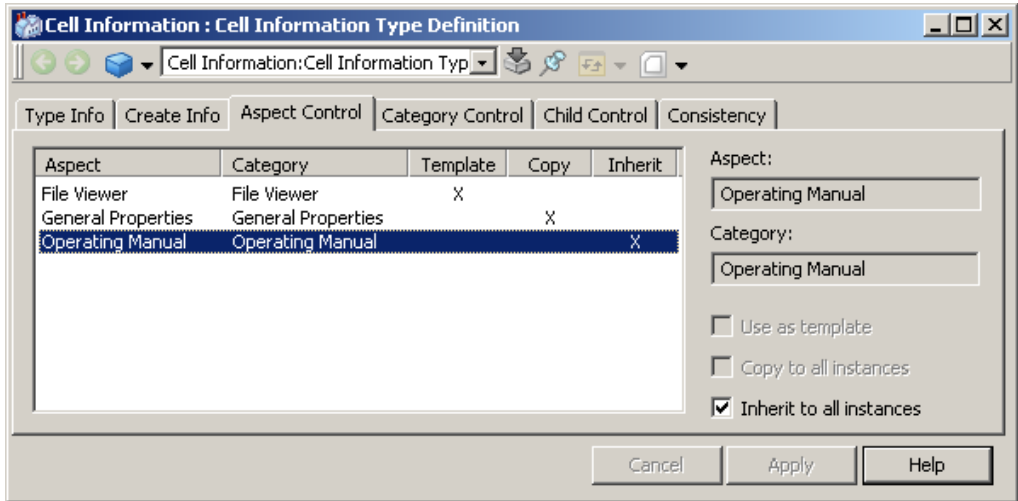 Cell Information : Cell Information Type Definition
Cell Information:Cell Information Typ
Type Info Create Info Aspect Control Category Control Child Control Consistency
Aspect Category Template Copy Inherit
File Viewer File Viewer X
General Properties General Properties X
Operating Manual Operating Manual X
Aspect:
Operating Manual
Category:
Operating Manual
Use as template
Copy to all instances
Inherit to all instances
Cancel Apply Help